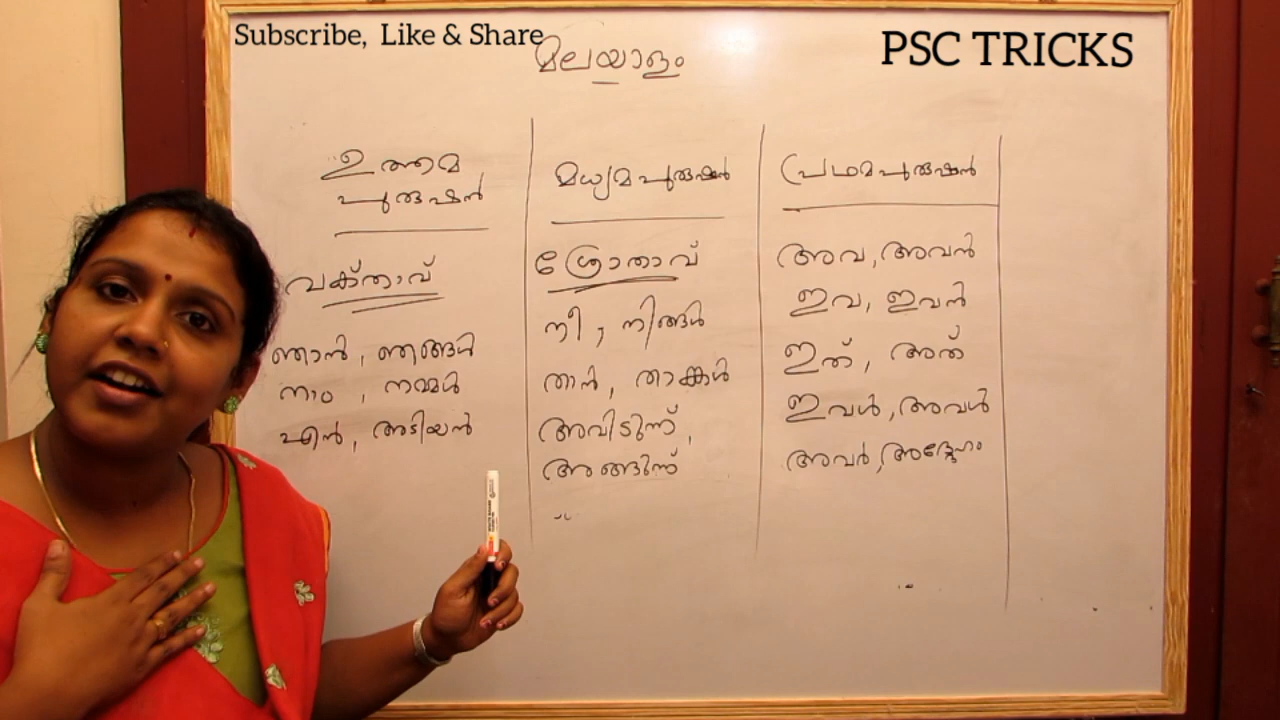 Subscribe, Like & Share
PSC TRICKS
മലയാളം
ഉത്തമ
പുരുഷൻ
വക്താവ്
ഞാൻ, ഞങ്ങൾ
നാം, നമ്മൾ
എൻ, അടിയൻ
മധ്യമപുരുഷൻ
ശ്രോതാവ്
നീ, നിങ്ങൾ
താൻ, താങ്കൾ
അവിടുന്ന്,
അങ്ങുന്ന്
പ്രഥമപുരുഷൻ
അവ, അവൻ
ഇവ, ഇവൻ
ഇത്, അത്
ഇവൾ, അവൾ
അവർ, അദ്ദേഹം